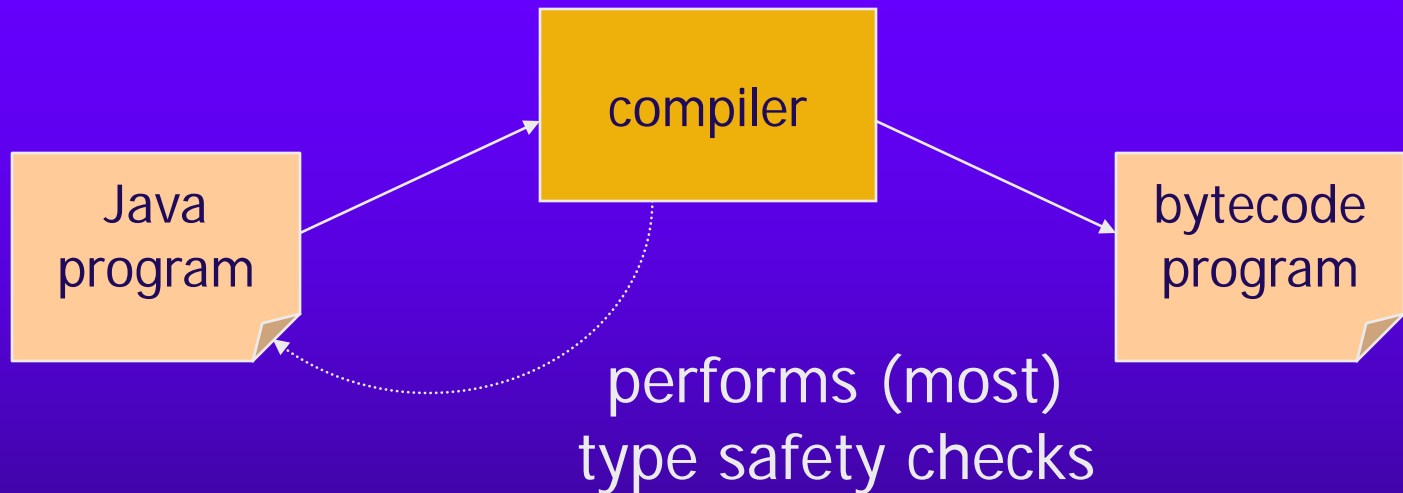 compiler
Java
program
bytecode
program
performs (most)
type safety checks